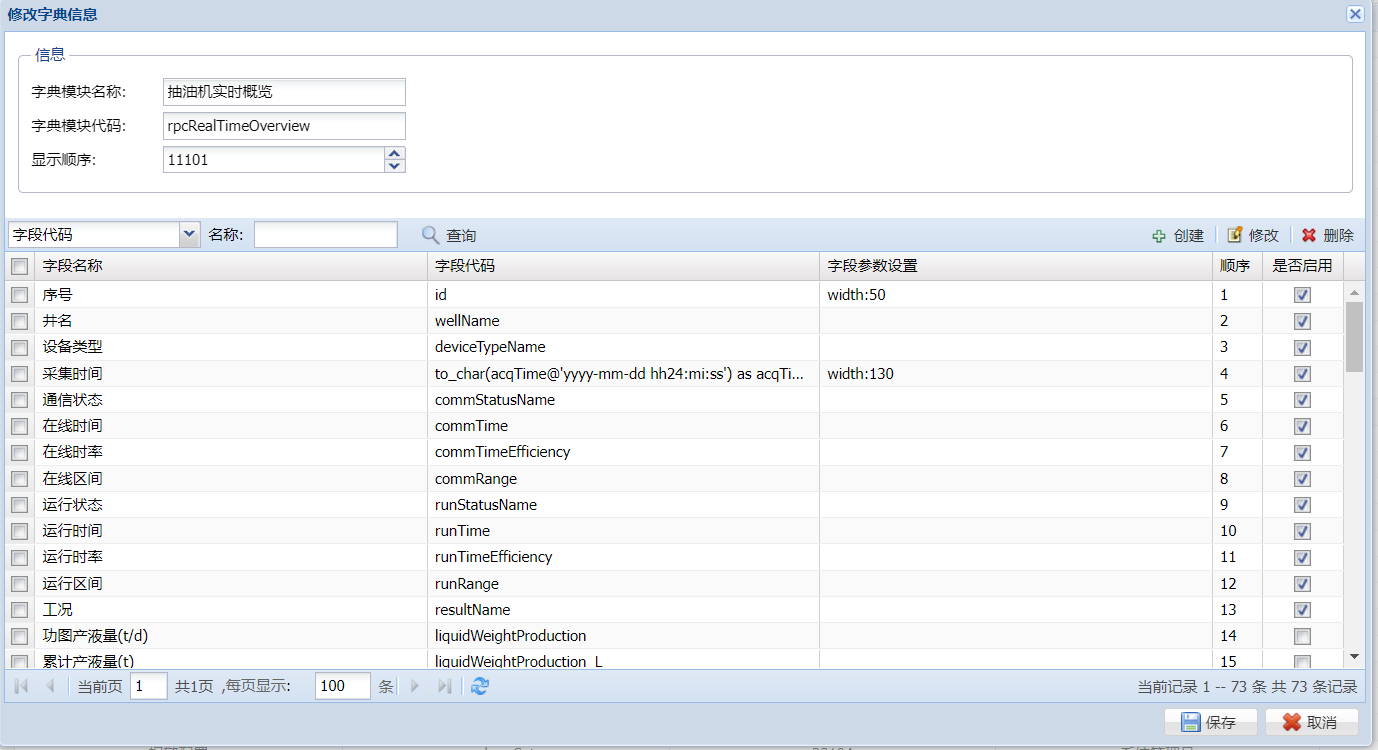 修改字典信息
信息
字典模块名称: 抽油机实时概览
字典模块代码: rpcRealTimeOverview
显示顺序: 11101
字段代码 名称: 查询 创建 修改 删除
字段名称 字段代码 字段参数设置 顺序 是否启用
序号 id width:50 1
井名 wellName 2
设备类型 deviceTypeName 3
采集时间 to_char(acqTime@'yyyy-mm-dd hh24:mi:ss') as acqTi... width:130 4
通信状态 commStatusName 5
在线时间 commTime 6
在线时率 commTimeEfficiency 7
在线区间 commRange 8
运行状态 runStatusName 9
运行时间 runTime 10
运行时率 runTimeEfficiency 11
运行区间 runRange 12
工况 resultName 13
功图产液量(t/d) liquidWeightProduction 14
累计产液量(t) liquidWeightProduction_L 15
当前页 1 共1页 ,每页显示: 100 条 当前记录 1 -- 73 条 共 73 条记录
保存 取消